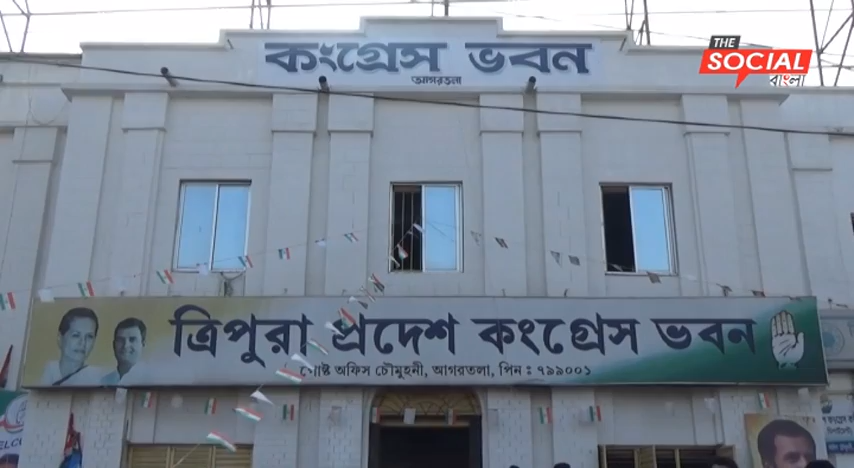 কংগ্রেস ভবন
আগরতলা
THE
SOCIAL
বাংলা
ত্রিপুরা প্রদেশ কংগ্রেস ভবন
পোষ্ট অফিস চৌমুহনী, আগরতলা, পিন : ৭৯৯০০১